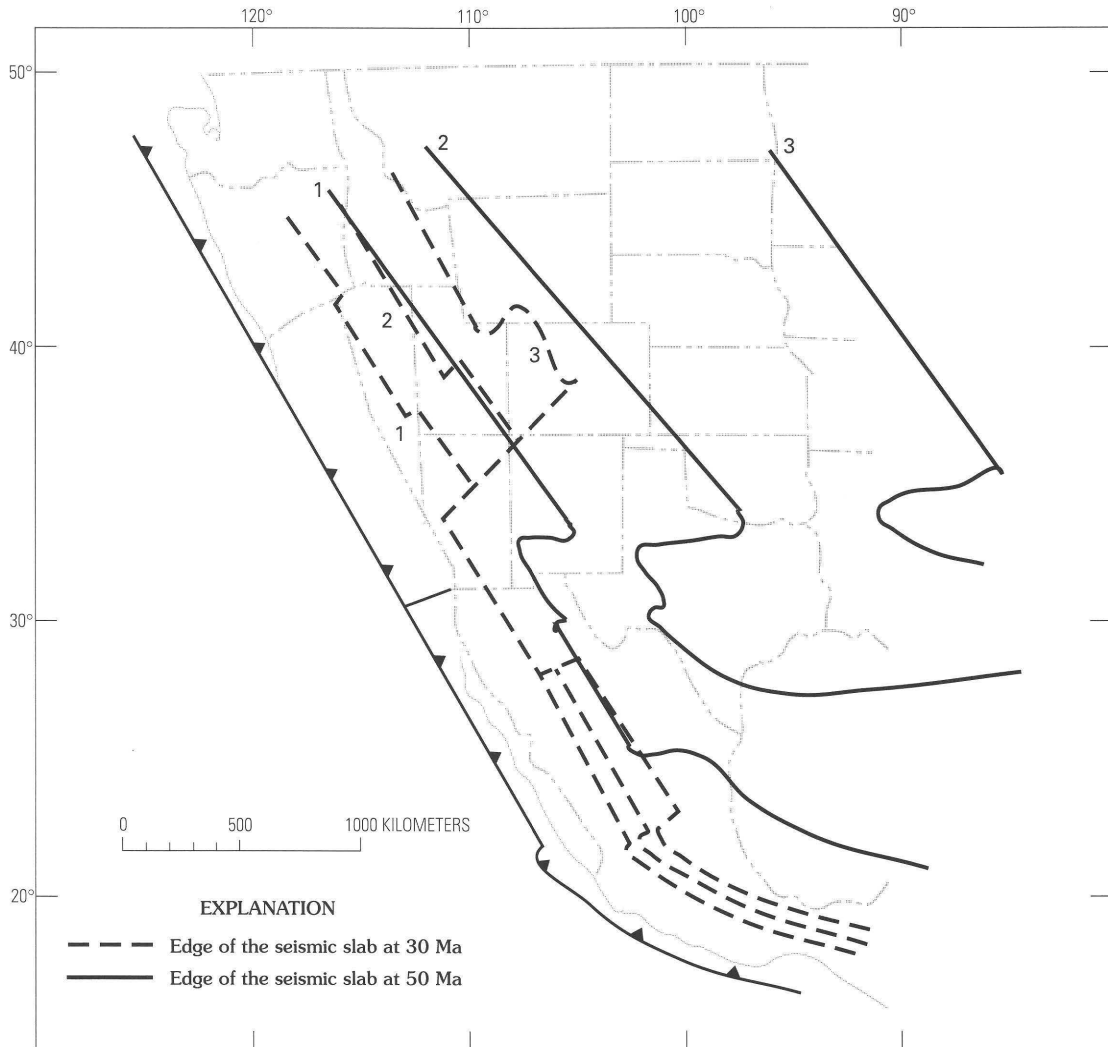 120° 110° 100° 90°
50°
2
3
1
2
40°
3
1
30°
0 500 1000 KILOMETERS
20°
EXPLANATION
Edge of the seismic slab at 30 Ma
Edge of the seismic slab at 50 Ma